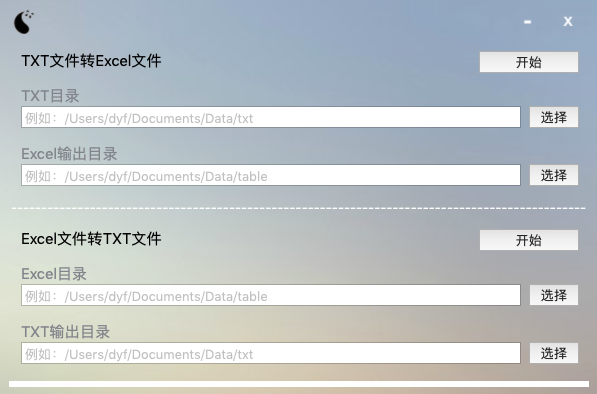 - x
TXT文件转Excel文件 开始
TXT目录
例如：/Users/dyf/Documents/Data/txt 选择
Excel输出目录
例如：/Users/dyf/Documents/Data/table 选择
Excel文件转TXT文件 开始
Excel目录
例如：/Users/dyf/Documents/Data/table 选择
TXT输出目录
例如：/Users/dyf/Documents/Data/txt 选择